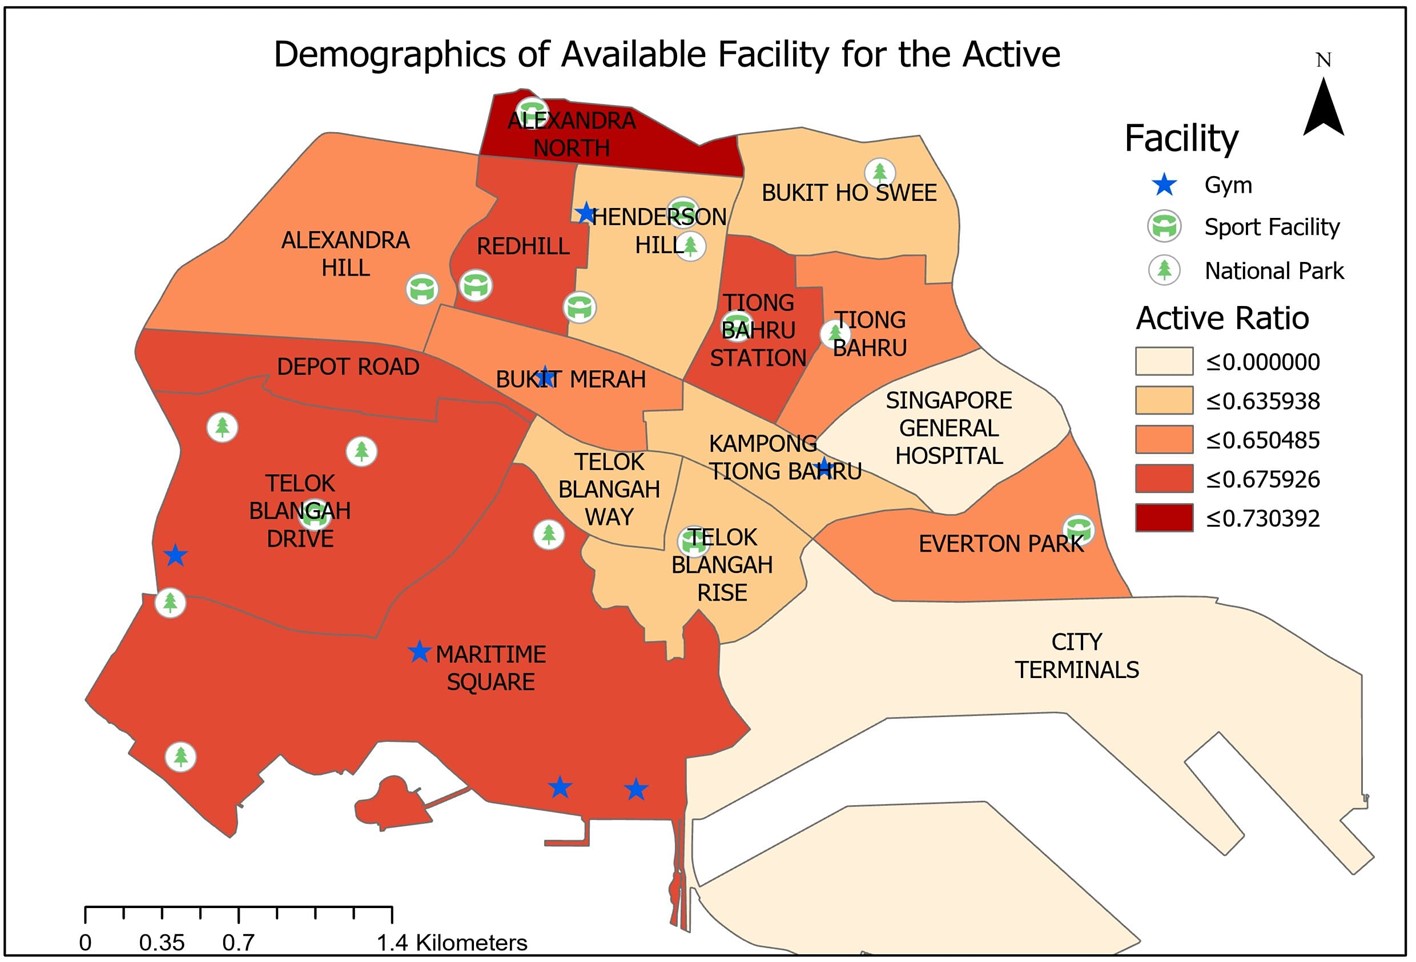 Demographics of Available Facility for the Active
N
Facility
Gym
Sport Facility
National Park
Active Ratio
≤0.000000
≤0.635938
≤0.650485
≤0.675926
≤0.730392
ALEXANDRA
NORTH
BUKIT HO SWEE
ALEXANDRA
HILL
REDHILL
HENDERSON
HILL
TIONG
BAHRU
STATION
TIONG
BAHRU
DEPOT ROAD
BUKIT MERAH
SINGAPORE
GENERAL
HOSPITAL
KAMPONG
TIONG BAHRU
TELOK
BLANGAH
WAY
TELOK
BLANGAH
DRIVE
TELOK
BLANGAH
RISE
EVERTON PARK
MARITIME
SQUARE
CITY
TERMINALS
0 0.35 0.7 1.4 Kilometers